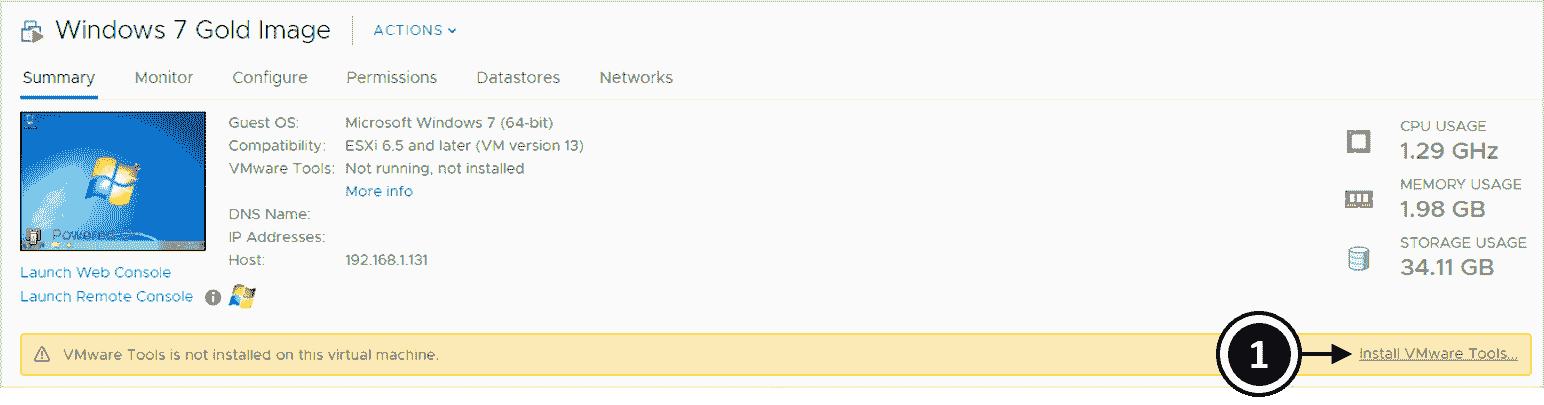 Windows 7 Gold Image ACTIONS
Summary Monitor Configure Permissions Datastores Networks
Guest OS: Microsoft Windows 7 (64-bit)
Compatibility: ESXi 6.5 and later (VM version 13)
VMware Tools: Not running, not installed
More info
DNS Name:
IP Addresses:
Host: 192.168.1.131
Powered
Launch Web Console
Launch Remote Console
CPU USAGE
1.29 GHz
MEMORY USAGE
1.98 GB
STORAGE USAGE
34.11 GB
VMware Tools is not installed on this virtual machine.
1
Install VMware Tools...